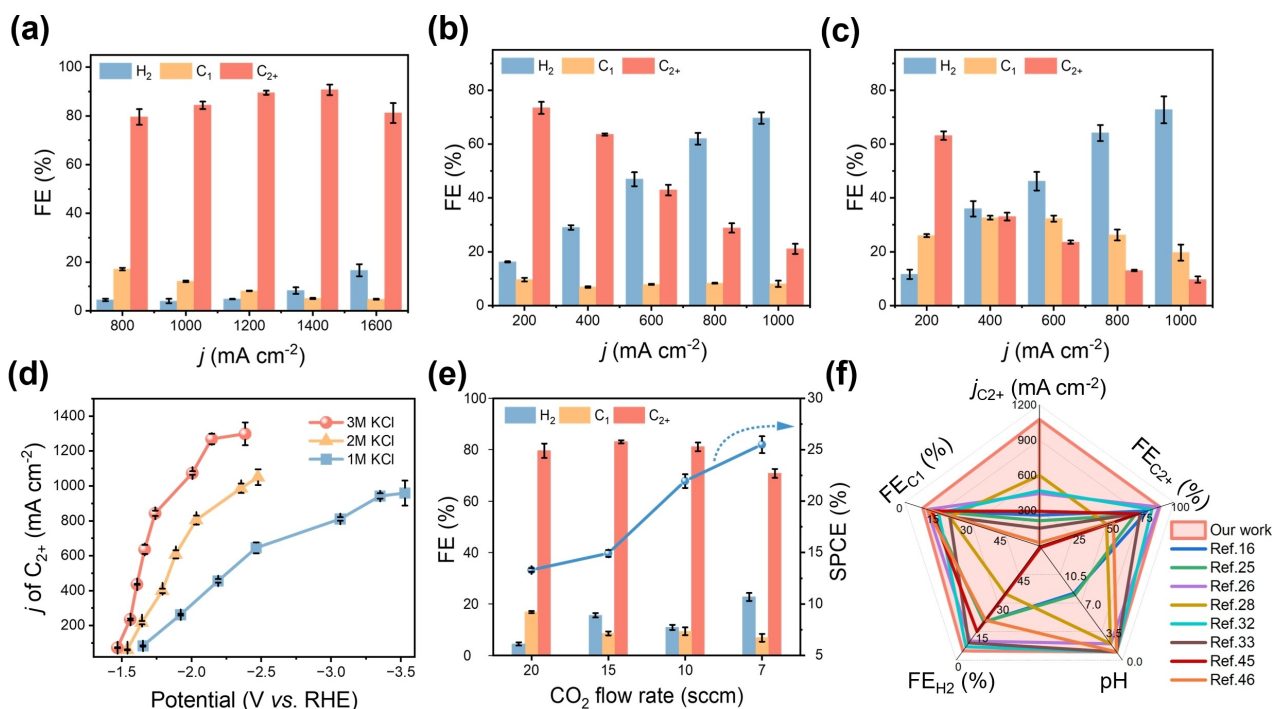 (a)
H₂ C₁ C₂₊
100
80
60
40
20
0
FE (%)
800 1000 1200 1400 1600
j (mA cm⁻²)
(b)
H₂ C₁ C₂₊
80
60
40
20
0
FE (%)
200 400 600 800 1000
j (mA cm⁻²)
(c)
H₂ C₁ C₂₊
80
60
40
20
0
FE (%)
200 400 600 800 1000
j (mA cm⁻²)
(d)
1400
1200
1000
800
600
400
200
j of C₂₊ (mA cm⁻²)
3M KCl
2M KCl
1M KCl
−1.5 −2.0 −2.5 −3.0 −3.5
Potential (V vs. RHE)
(e)
H₂ C₁ C₂₊
100
80
60
40
20
0
FE (%)
30
25
20
15
10
5
SPCE (%)
20 15 10 7
CO₂ flow rate (sccm)
(f)
j C2+ (mA cm⁻²)
1200
900
600
300
FE C2+ (%)
100
75
50
25
FE C1 (%)
0
15
30
45
10.5
7.0
3.5
0.0
pH
45
30
15
0
FE H2 (%)
Our work
Ref.16
Ref.25
Ref.26
Ref.28
Ref.32
Ref.33
Ref.45
Ref.46